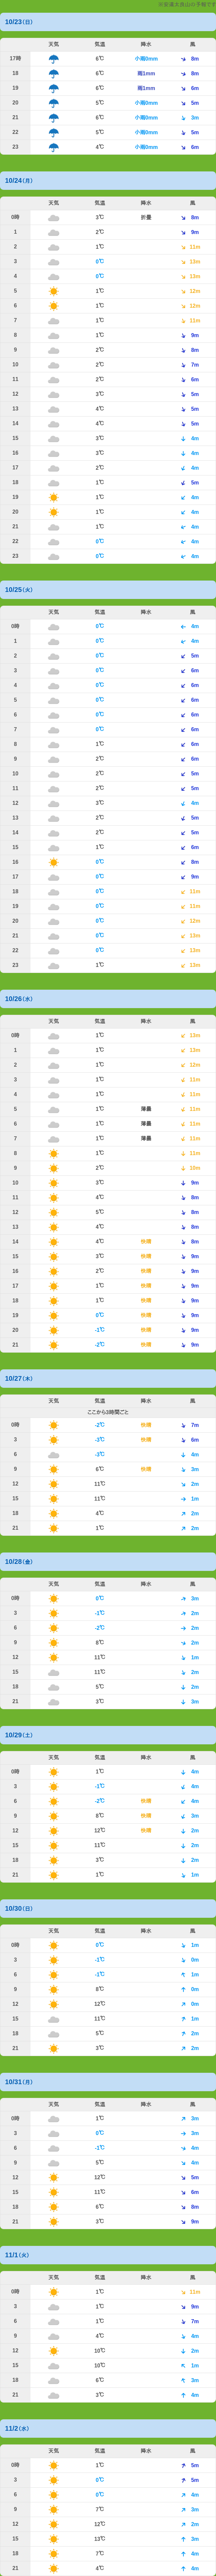 ※安達太良山の予報です
10/23(日)
天気 気温 降水 風
17時 6℃ 小雨0mm 8m
18 6℃ 雨1mm 8m
19 6℃ 雨1mm 6m
20 5℃ 小雨0mm 5m
21 6℃ 小雨0mm 3m
22 5℃ 小雨0mm 5m
23 4℃ 小雨0mm 6m
10/24(月)
天気 気温 降水 風
0時 3℃ 8m
1 2℃ 9m
2 1℃ 11m
3 0℃ 13m
4 0℃ 13m
5 1℃ 12m
6 1℃ 12m
7 1℃ 11m
8 1℃ 9m
9 2℃ 8m
10 2℃ 7m
11 2℃ 6m
12 3℃ 5m
13 4℃ 5m
14 4℃ 5m
15 3℃ 4m
16 3℃ 4m
17 2℃ 4m
18 1℃ 5m
19 1℃ 4m
20 1℃ 4m
21 1℃ 4m
22 0℃ 4m
23 0℃ 4m
10/25(火)
天気 気温 降水 風
0時 0℃ 4m
1 0℃ 4m
2 0℃ 5m
3 0℃ 6m
4 0℃ 6m
5 0℃ 6m
6 0℃ 6m
7 0℃ 6m
8 1℃ 6m
9 2℃ 6m
10 2℃ 5m
11 2℃ 5m
12 3℃ 4m
13 2℃ 5m
14 2℃ 5m
15 1℃ 6m
16 0℃ 8m
17 0℃ 9m
18 0℃ 11m
19 0℃ 11m
20 0℃ 12m
21 0℃ 13m
22 0℃ 13m
23 1℃ 13m
10/26(水)
天気 気温 降水 風
0時 1℃ 13m
1 1℃ 13m
2 1℃ 12m
3 1℃ 11m
4 1℃ 11m
5 1℃ 薄曇 11m
6 1℃ 薄曇 11m
7 1℃ 薄曇 11m
8 1℃ 11m
9 2℃ 10m
10 3℃ 9m
11 4℃ 8m
12 5℃ 8m
13 4℃ 8m
14 4℃ 快晴 8m
15 3℃ 快晴 9m
16 2℃ 快晴 9m
17 1℃ 快晴 9m
18 1℃ 快晴 9m
19 0℃ 快晴 9m
20 -1℃ 快晴 9m
21 -2℃ 快晴 9m
10/27(木)
天気 気温 降水 風
ここから3時間ごと
0時 -2℃ 快晴 7m
3 -3℃ 快晴 6m
6 -3℃ 4m
9 6℃ 快晴 3m
12 11℃ 2m
15 11℃ 1m
18 4℃ 2m
21 1℃ 2m
10/28(金)
天気 気温 降水 風
0時 0℃ 3m
3 -1℃ 2m
6 -2℃ 2m
9 8℃ 2m
12 11℃ 1m
15 11℃ 2m
18 5℃ 2m
21 3℃ 3m
10/29(土)
天気 気温 降水 風
0時 1℃ 4m
3 -1℃ 4m
6 -2℃ 快晴 4m
9 8℃ 快晴 3m
12 12℃ 快晴 2m
15 11℃ 2m
18 3℃ 2m
21 1℃ 1m
10/30(日)
天気 気温 降水 風
0時 0℃ 1m
3 -1℃ 0m
6 -1℃ 1m
9 8℃ 0m
12 12℃ 0m
15 11℃ 1m
18 5℃ 2m
21 3℃ 2m
10/31(月)
天気 気温 降水 風
0時 1℃ 3m
3 0℃ 3m
6 -1℃ 4m
9 5℃ 4m
12 12℃ 5m
15 11℃ 6m
18 6℃ 8m
21 3℃ 9m
11/1(火)
天気 気温 降水 風
0時 1℃ 11m
3 1℃ 9m
6 1℃ 7m
9 4℃ 4m
12 10℃ 2m
15 10℃ 1m
18 6℃ 3m
21 3℃ 4m
11/2(水)
天気 気温 降水 風
0時 1℃ 5m
3 0℃ 5m
6 0℃ 4m
9 7℃ 3m
12 12℃ 2m
15 13℃ 3m
18 7℃ 4m
21 4℃ 4m